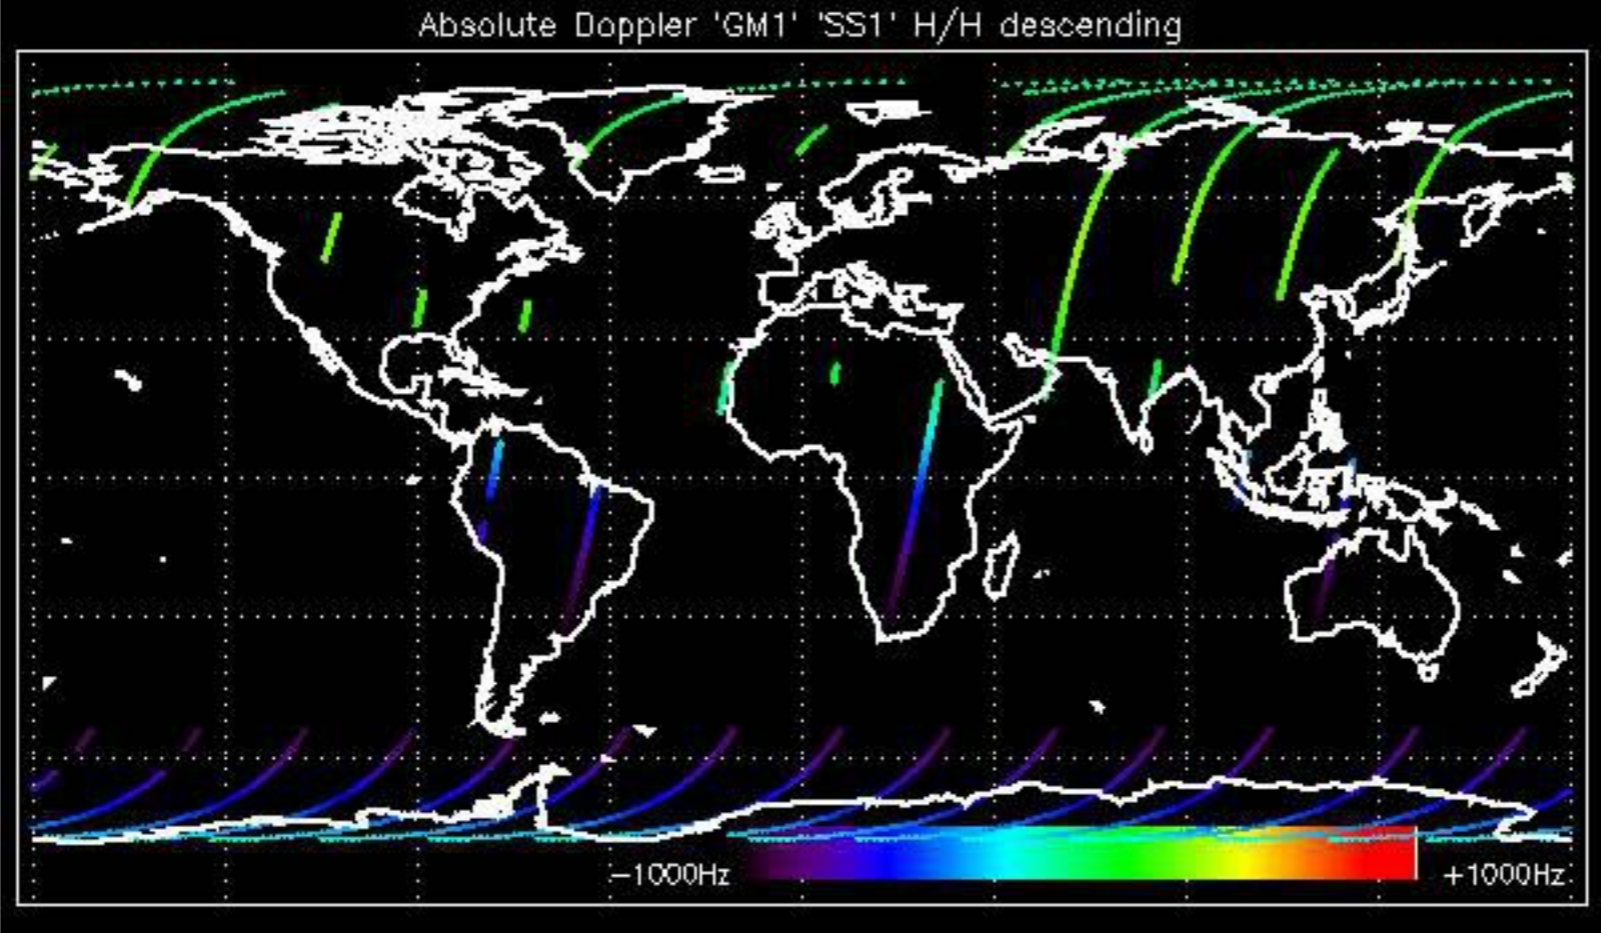 Absolute Doppler 'GM1' 'SS1' H/H descending
−1000Hz +1000Hz